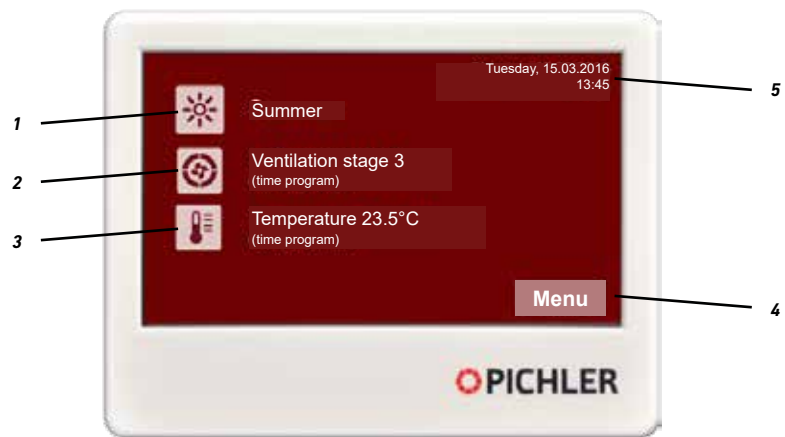 Tuesday, 15.03.2016
13:45
1
Summer
5
2
Ventilation stage 3
(time program)
3
Temperature 23.5°C
(time program)
Menu
4
PICHLER